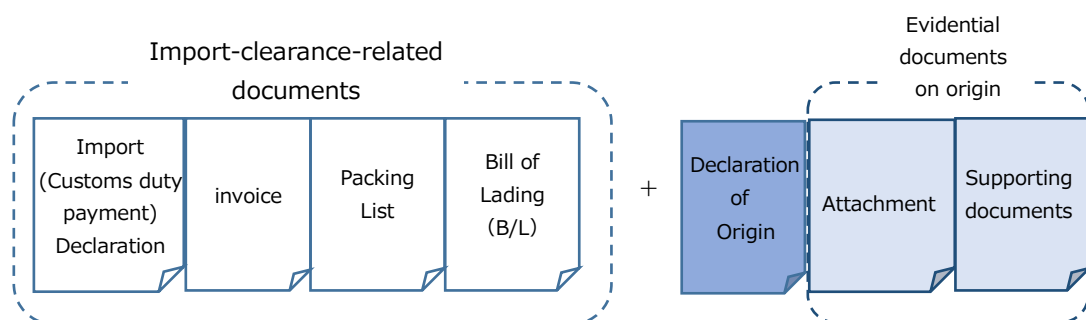 Import-clearance-related
documents
Evidential
documents
on origin
Import
(Customs duty
payment)
Declaration
invoice
Packing
List
Bill of
Lading
（B/L）
+
Declaration
of
Origin
Attachment
Supporting
documents